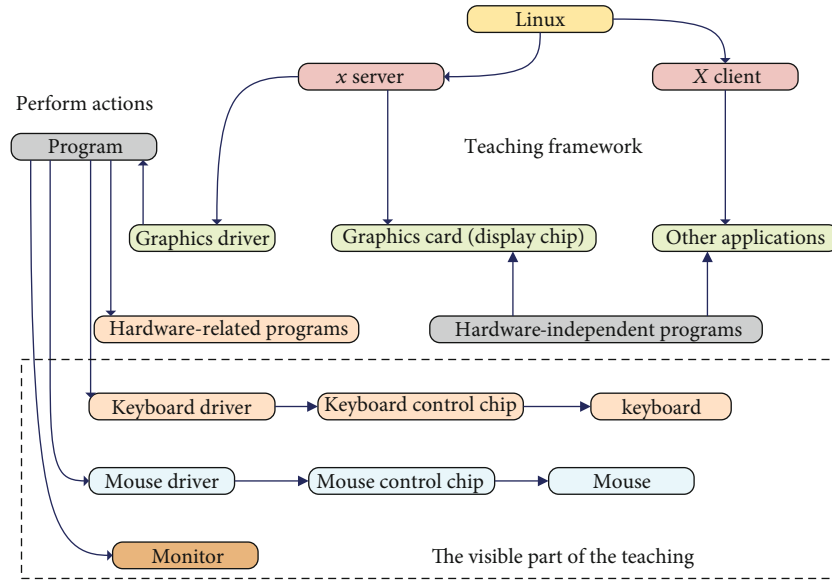 Linux
x server
X client
Perform actions
Program
Teaching framework
Graphics driver
Graphics card (display chip)
Other applications
Hardware-related programs
Hardware-independent programs
Keyboard driver
Keyboard control chip
keyboard
Mouse driver
Mouse control chip
Mouse
Monitor
The visible part of the teaching